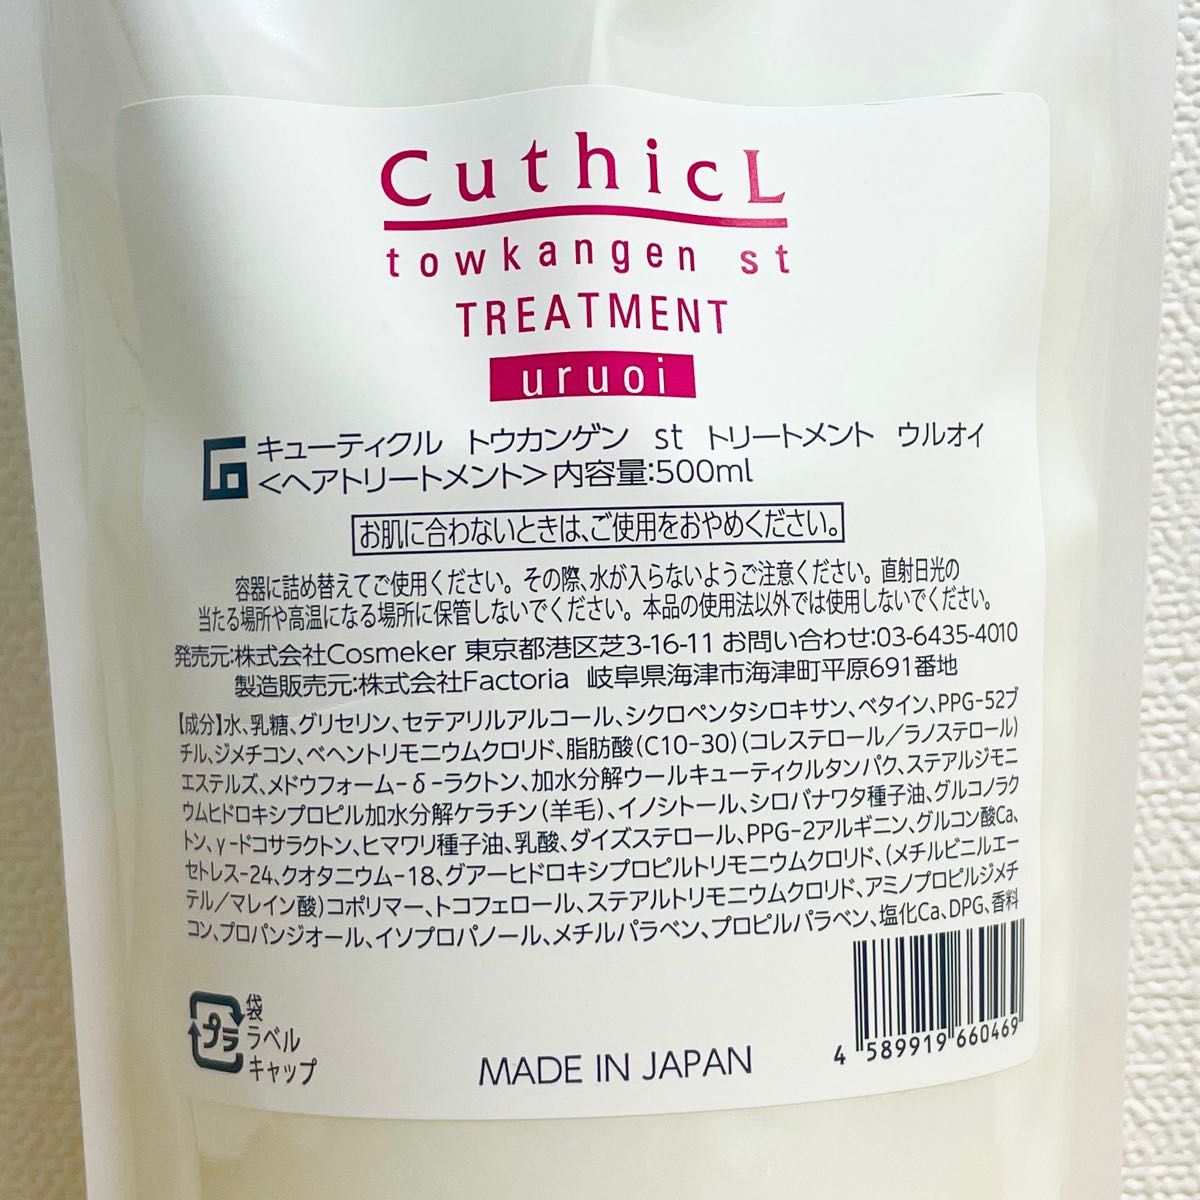 CuthicL
towkangen st
TREATMENT
uruoi
キューティクル トウカンゲン st トリートメント ウルオイ
<ヘアトリートメント>内容量:500ml
お肌に合わないときは、ご使用をおやめください。
容器に詰め替えてご使用ください。その際、水が入らないようご注意ください。直射日光の
当たる場所や高温になる場所に保管しないでください。本品の使用法以外では使用しないでください。
発売元:株式会社Cosmeker 東京都港区芝3-16-11 お問い合わせ:03-6435-4010
製造販売元:株式会社Factoria 岐阜県海津市海津町平原691番地
【成分】水、乳糖、グリセリン、セテアリルアルコール、シクロペンタシロキサン、ベタイン、PPG-52ブ
チル、ジメチコン、ベヘントリモニウムクロリド、脂肪酸(C10-30)(コレステロール/ラノステロール)
エステルズ、メドウフォーム-δ-ラクトン、加水分解ウールキューティクルタンパク、ステアルジモニ
ウムヒドロキシプロピル加水分解ケラチン(羊毛)、イノシトール、シロバナワタ種子油、グルコノラク
トン、γ-ドコサラクトン、ヒマワリ種子油、乳酸、ダイズステロール、PPG-2アルギニン、グルコン酸Ca、
セトレス-24、クオタニウム-18、グアーヒドロキシプロピルトリモニウムクロリド、(メチルビニルエー
テル/マレイン酸)コポリマー、トコフェロール、ステアルトリモニウムクロリド、アミノプロピルジメチ
コン、プロパンジオール、イソプロパノール、メチルパラベン、プロピルパラベン、塩化Ca、DPG、香料
プラ
袋
ラベル
キャップ
MADE IN JAPAN
4 589919 660469